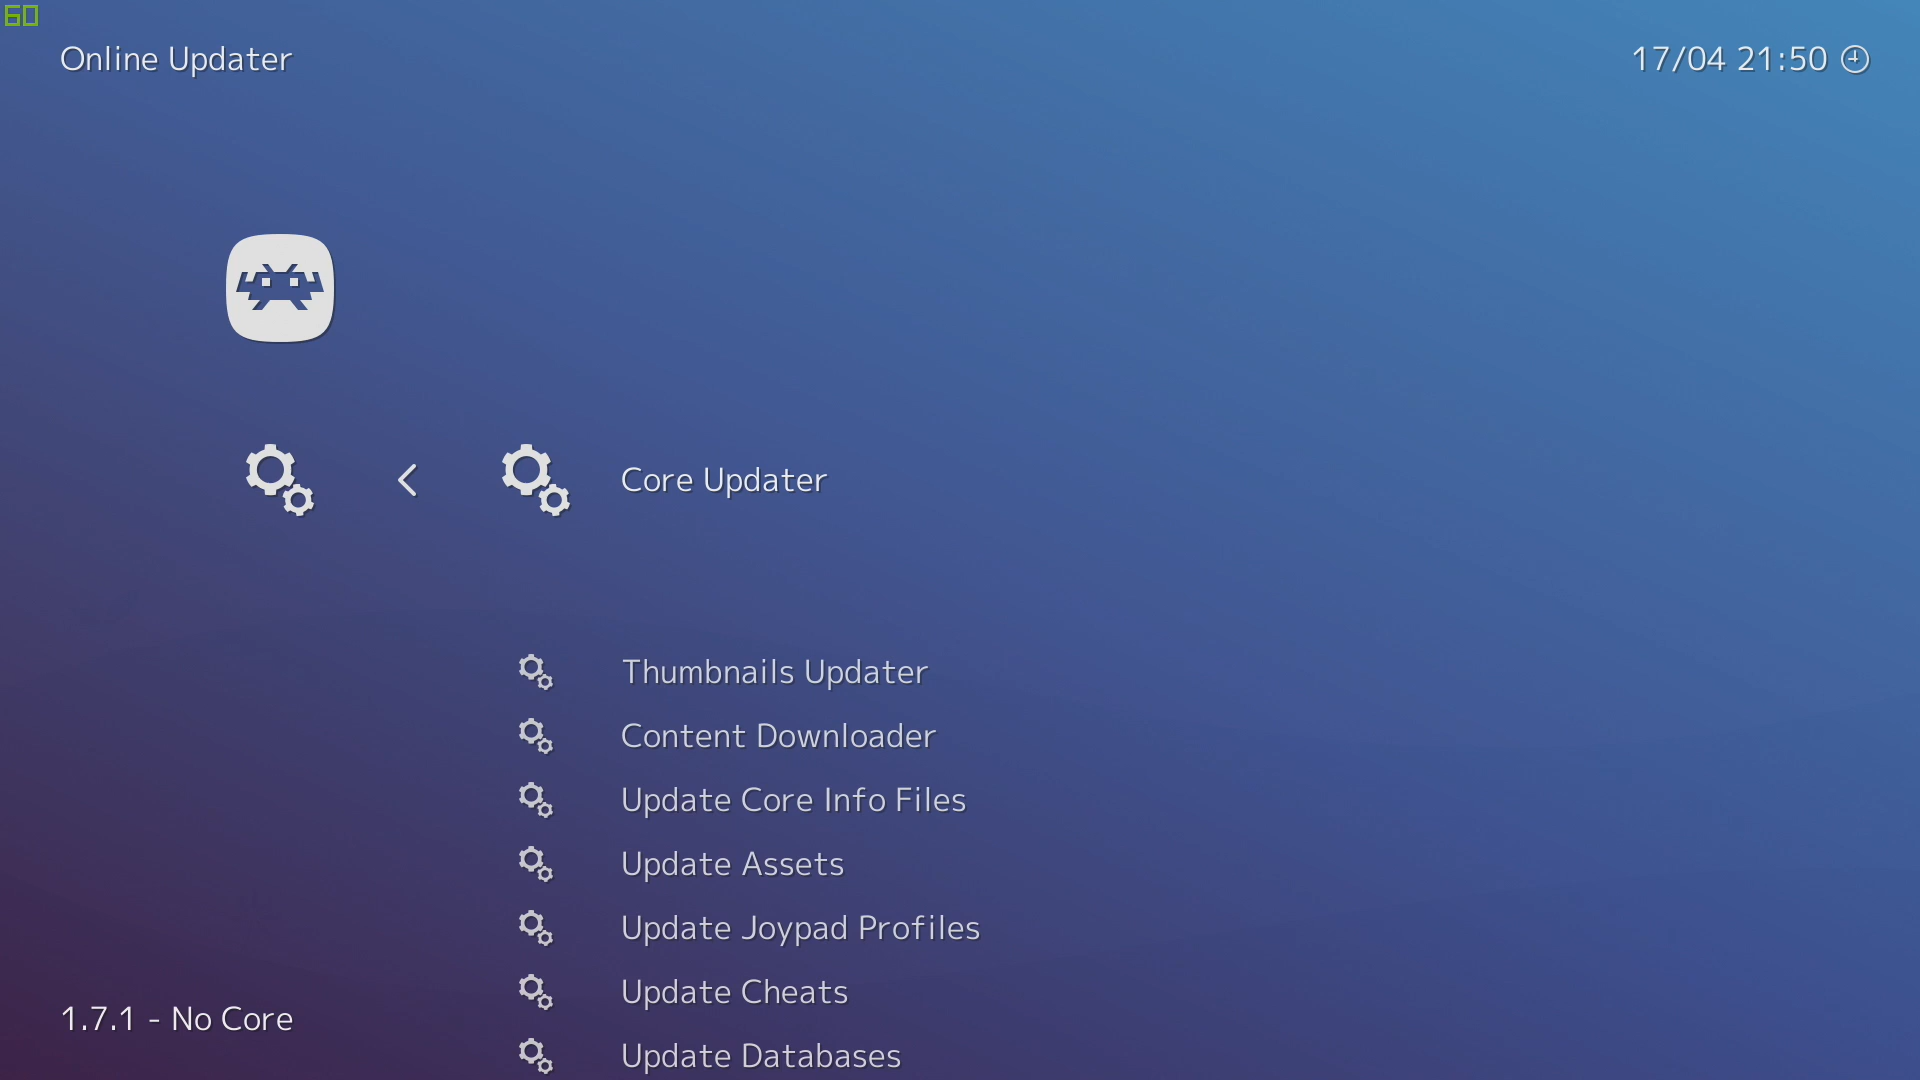 60
Online Updater
17/04 21:50
Core Updater
Thumbnails Updater
Content Downloader
Update Core Info Files
Update Assets
Update Joypad Profiles
Update Cheats
Update Databases
1.7.1 - No Core